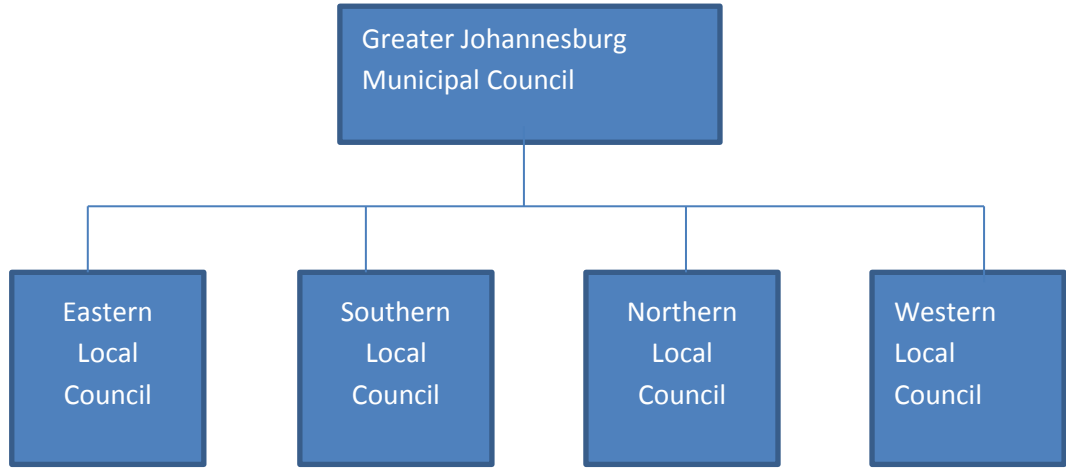 Greater Johannesburg
Municipal Council
Eastern
Local
Council
Southern
Local
Council
Northern
Local
Council
Western
Local
Council